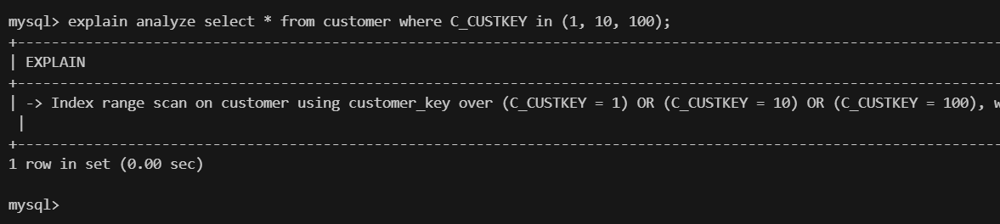 mysql> explain analyze select * from customer where C_CUSTKEY in (1, 10, 100);
+--------------------------------------------------------------------------------------------------------------------
| EXPLAIN
+--------------------------------------------------------------------------------------------------------------------
| -> Index range scan on customer using customer_key over (C_CUSTKEY = 1) OR (C_CUSTKEY = 10) OR (C_CUSTKEY = 100),
|
+--------------------------------------------------------------------------------------------------------------------
1 row in set (0.00 sec)
mysql>